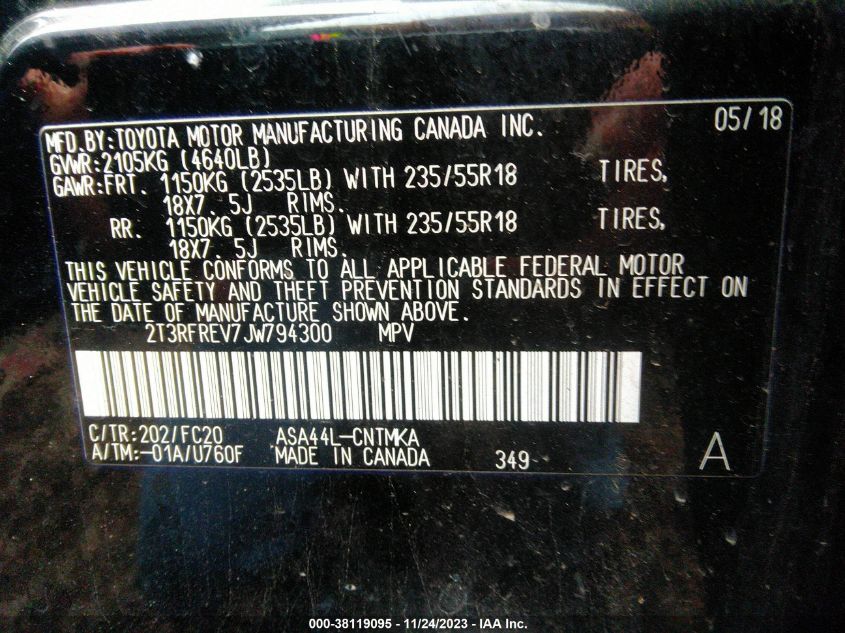 MFD.BY:TOYOTA MOTOR MANUFACTURING CANADA INC. 05/18
GVWR:2105KG (4640LB)
GAWR:FRT. 1150KG (2535LB) WITH 235/55R18 TIRES,
18X7. 5J RIMS.
RR. 1150KG (2535LB) WITH 235/55R18 TIRES,
18X7. 5J RIMS.
THIS VEHICLE CONFORMS TO ALL APPLICABLE FEDERAL MOTOR
VEHICLE SAFETY AND THEFT PREVENTION STANDARDS IN EFFECT ON
THE DATE OF MANUFACTURE SHOWN ABOVE.
2T3RFREV7JW794300 MPV
C/TR:202/FC20 ASA44L-CNTMKA
A/TM:-01A/U760F MADE IN CANADA 349 A
000-38119095 - 11/24/2023 - IAA Inc.